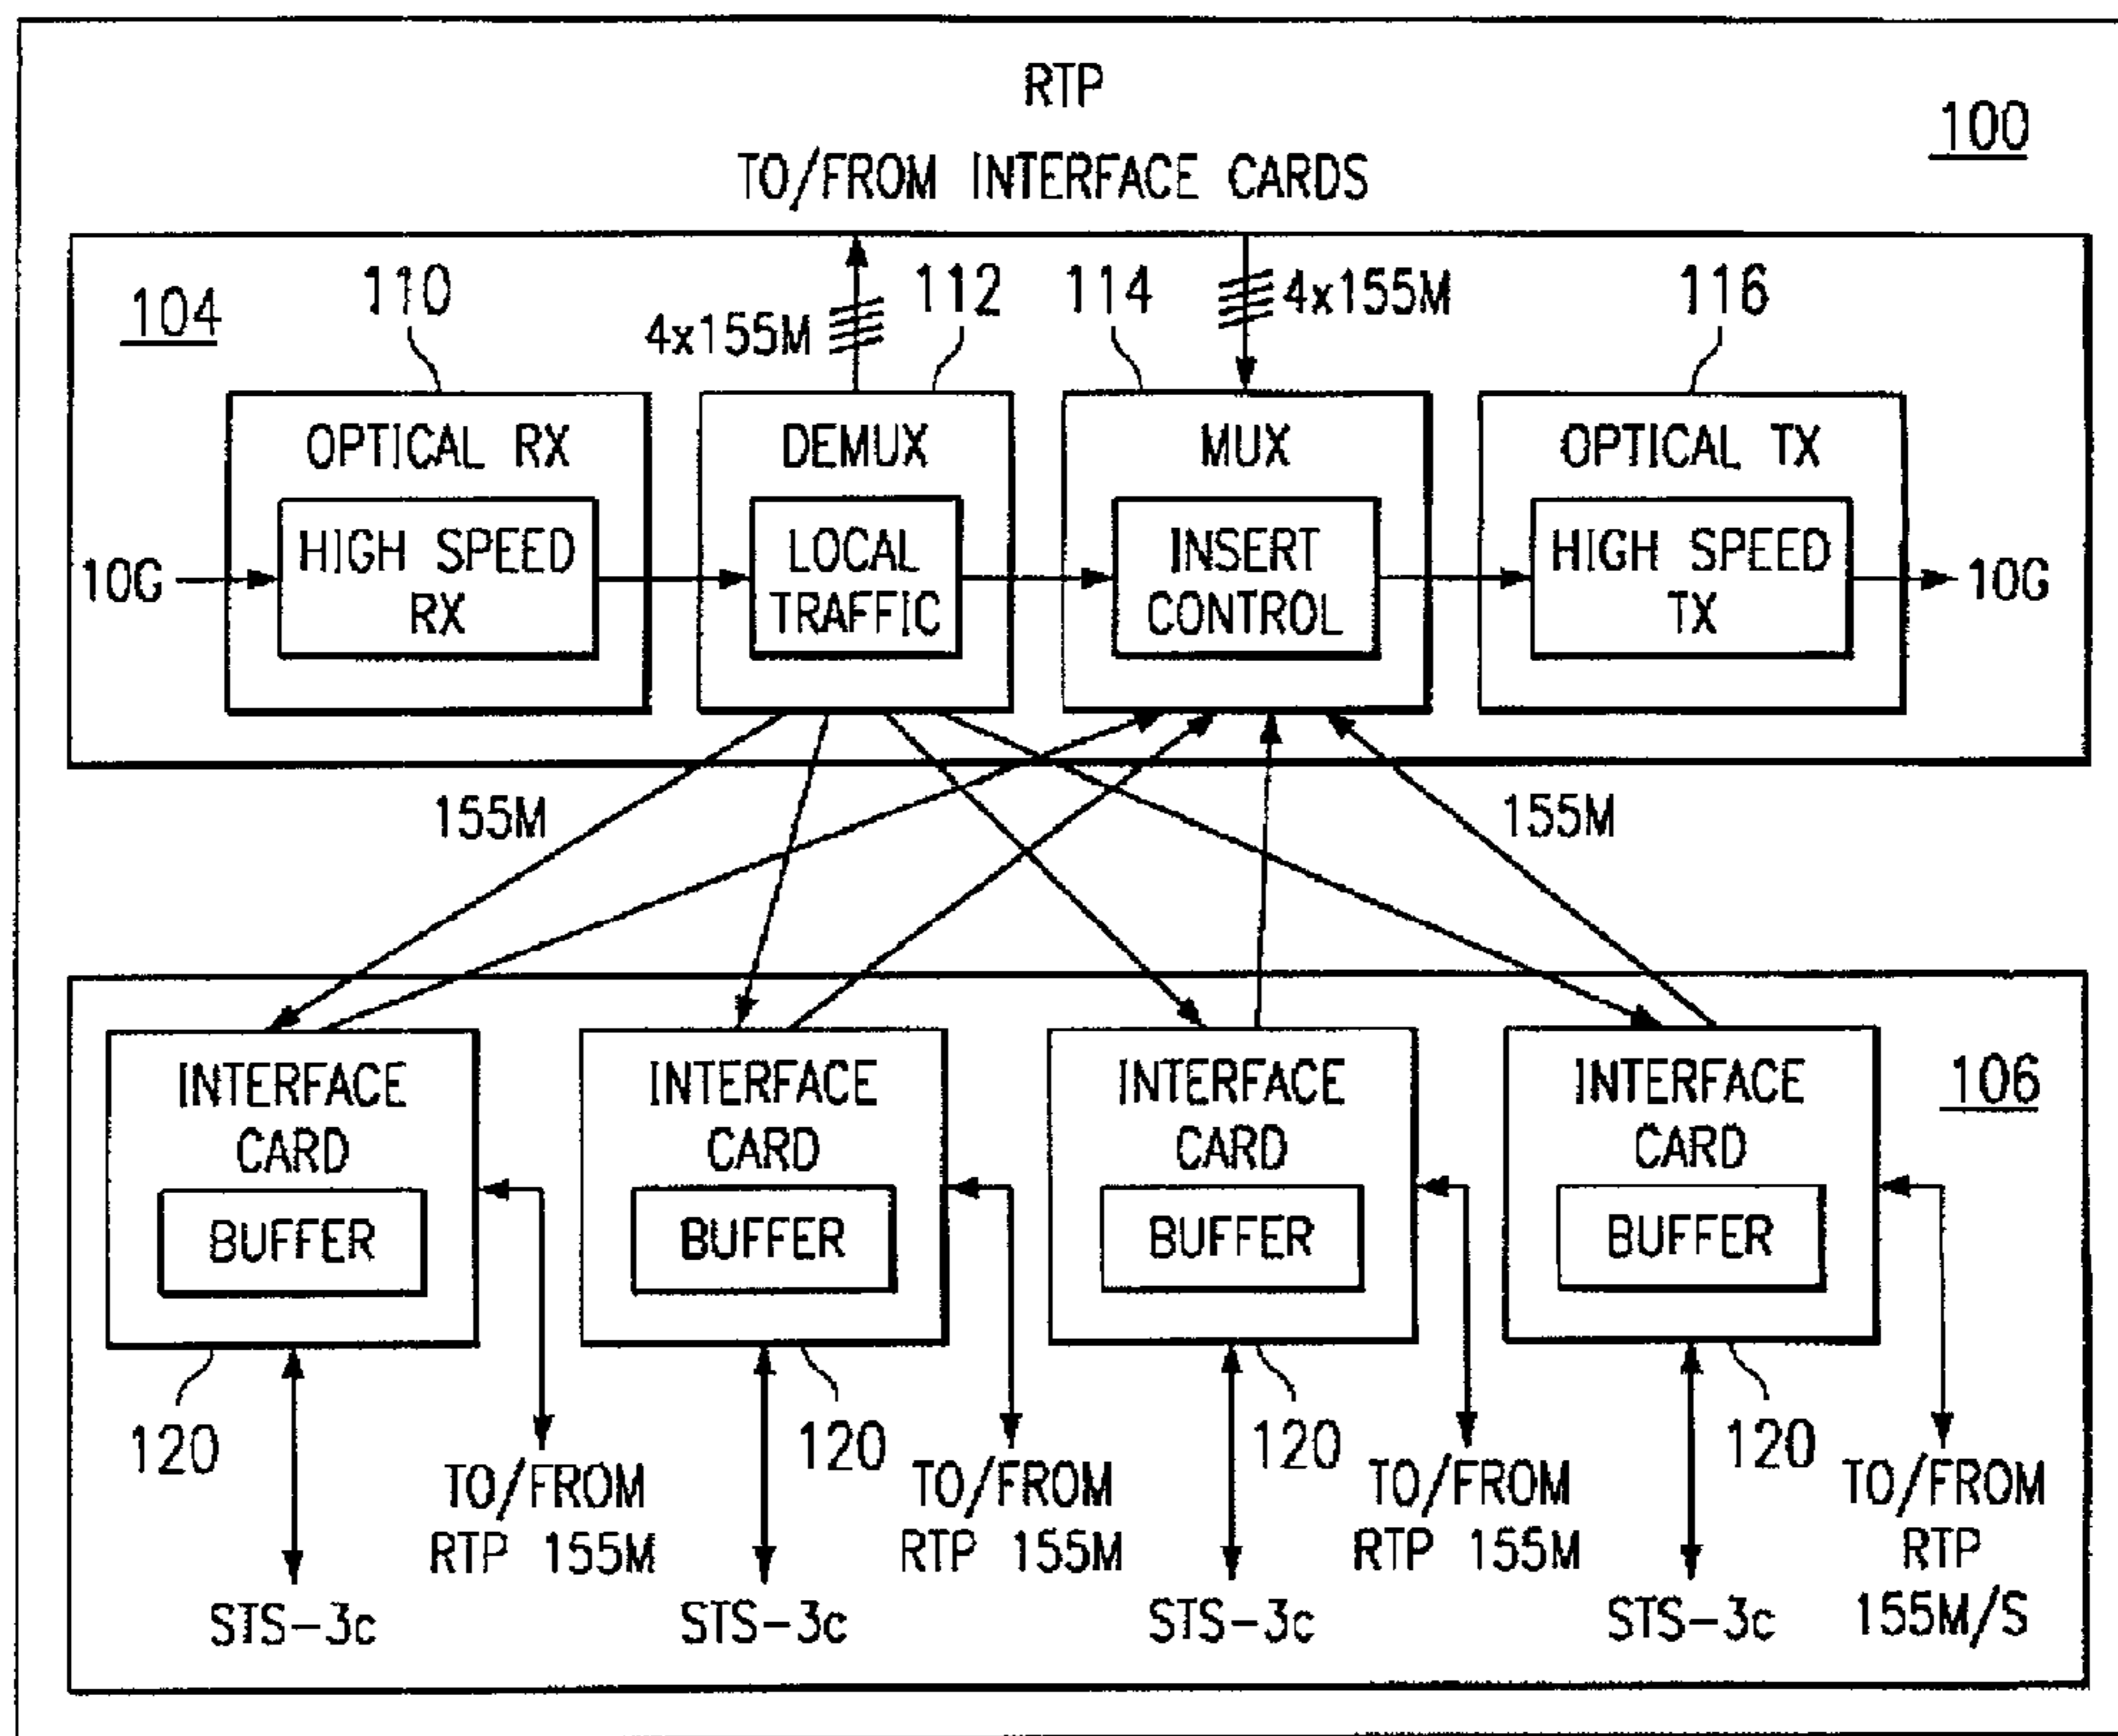 RTP
100
TO/FROM INTERFACE CARDS
104
110
4x155M
112
114
4x155M
116
OPTICAL RX
DEMUX
MUX
OPTICAL TX
10G
HIGH SPEED
RX
LOCAL
TRAFFIC
INSERT
CONTROL
HIGH SPEED
TX
10G
155M
155M
106
INTERFACE
CARD
BUFFER
INTERFACE
CARD
BUFFER
INTERFACE
CARD
BUFFER
INTERFACE
CARD
BUFFER
120
120
120
120
TO/FROM
RTP 155M
TO/FROM
RTP 155M
TO/FROM
RTP 155M
TO/FROM
RTP
155M/S
STS-3c
STS-3c
STS-3c
STS-3c